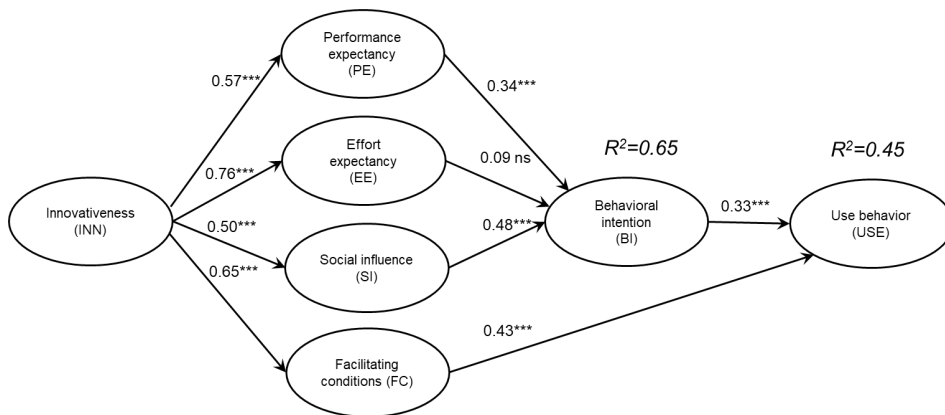 Performance
expectancy
(PE)
0.57***
0.34***
Effort
expectancy
(EE)
R²=0.65
R²=0.45
0.09 ns
0.76***
Innovativeness
(INN)
Behavioral
intention
(BI)
0.33***
Use behavior
(USE)
0.50***
0.48***
Social influence
(SI)
0.65***
0.43***
Facilitating
conditions (FC)